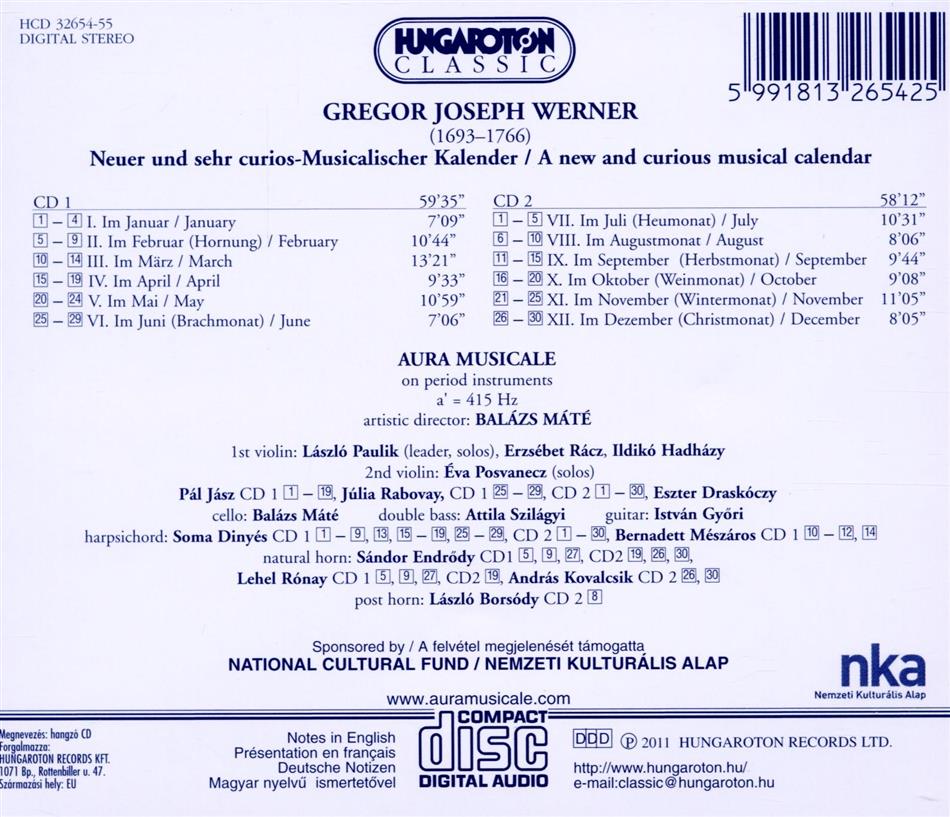 HCD 32654-55
DIGITAL STEREO
HUNGAROTON
CLASSIC
5 991813 265425
GREGOR JOSEPH WERNER
(1693–1766)
Neuer und sehr curios-Musicalischer Kalender / A new and curious musical calendar
CD 1 59'35"
1 – 4 I. Im Januar / January 7'09"
5 – 9 II. Im Februar (Hornung) / February 10'44"
10 – 14 III. Im März / March 13'21"
15 – 19 IV. Im April / April 9'33"
20 – 24 V. Im Mai / May 10'59"
25 – 29 VI. Im Juni (Brachmonat) / June 7'06"
CD 2 58'12"
1 – 5 VII. Im Juli (Heumonat) / July 10'31"
6 – 10 VIII. Im Augustmonat / August 8'06"
11 – 15 IX. Im September (Herbstmonat) / September 9'44"
16 – 20 X. Im Oktober (Weinmonat) / October 9'08"
21 – 25 XI. Im November (Wintermonat) / November 11'05"
26 – 30 XII. Im Dezember (Christmonat) / December 8'05"
AURA MUSICALE
on period instruments
a' = 415 Hz
artistic director: BALÁZS MÁTÉ
1st violin: László Paulik (leader, solos), Erzsébet Rácz, Ildikó Hadházy
2nd violin: Éva Posvanecz (solos)
Pál Jász CD 1 1 – 19, Júlia Rabovay, CD 1 25 – 29, CD 2 1 – 30, Eszter Draskóczy
cello: Balázs Máté double bass: Attila Szilágyi guitar: István Győri
harpsichord: Soma Dinyés CD 1 1 – 9, 13, 15 – 19, 25 – 29, CD 2 1 – 30, Bernadett Mészáros CD 1 10 – 12, 14
natural horn: Sándor Endrődy CD1 5, 9, 27, CD2 19, 26, 30,
Lehel Rónay CD 1 5, 9, 27, CD2 19, András Kovalcsik CD 2 26, 30
post horn: László Borsódy CD 2 8
Sponsored by / A felvétel megjelenését támogatta
NATIONAL CULTURAL FUND / NEMZETI KULTURÁLIS ALAP
nka
Nemzeti Kulturális Alap
www.auramusicale.com
Megnevezés: hangzó CD
Forgalmazza:
HUNGAROTON RECORDS KFT.
1071 Bp., Rottenbiller u. 47.
Származási hely: EU
Notes in English
Présentation en français
Deutsche Notizen
Magyar nyelvű ismertetővel
COMPACT
disc
DIGITAL AUDIO
DDD ℗ 2011 HUNGAROTON RECORDS LTD.
http://www.hungaroton.hu/
e-mail:classic@hungaroton.hu